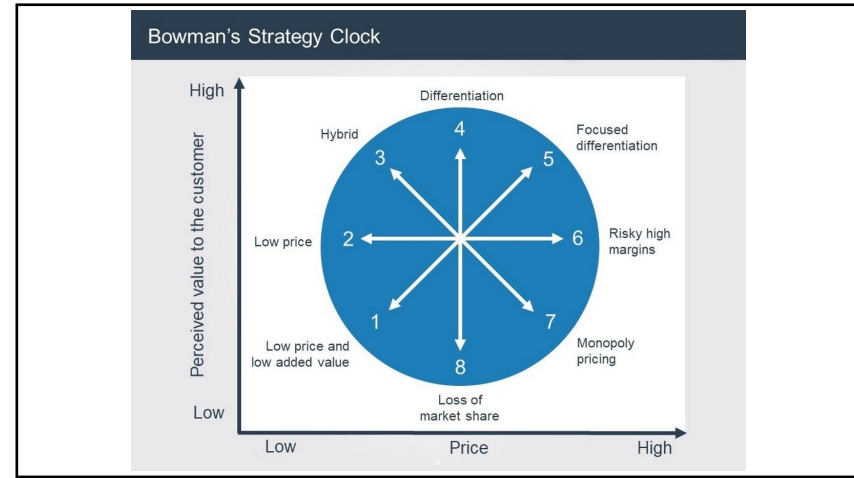 Bowman's Strategy Clock
High
Differentiation
4
Hybrid
3
Focused
differentiation
5
Perceived value to the customer
Low price
2
6
Risky high
margins
1
Low price and
low added value
7
Monopoly
pricing
8
Loss of
market share
Low
Low
Price
High